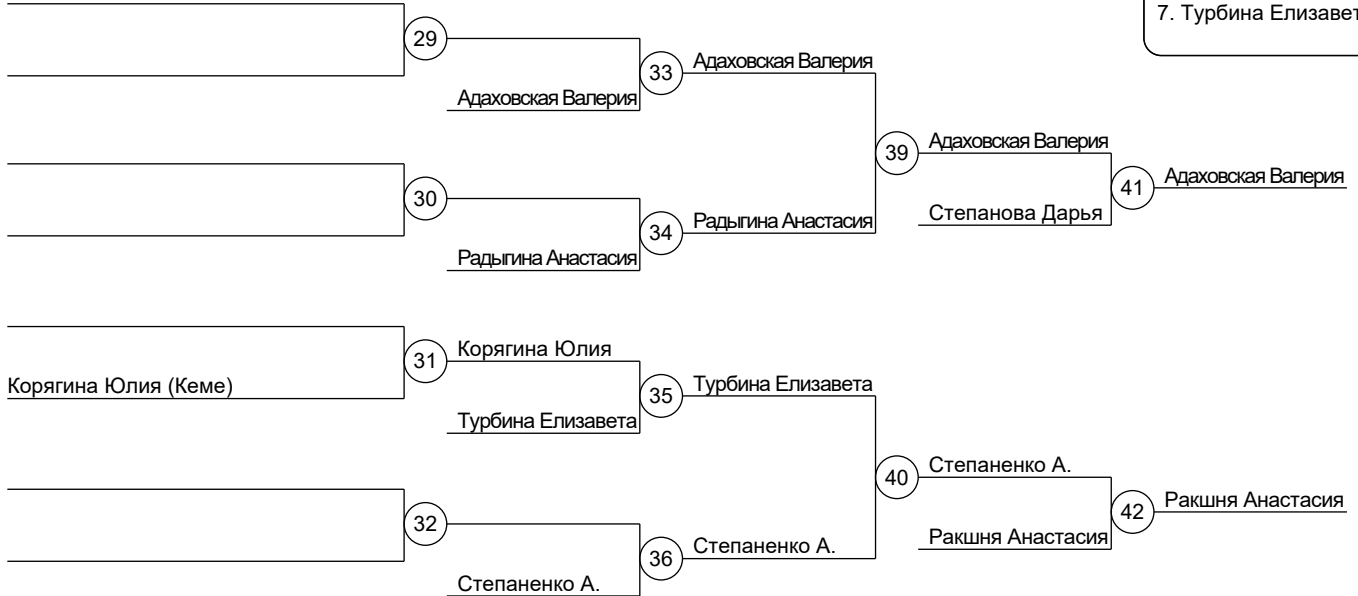 7. Турбина Елизавет
29
33
Адаховская Валерия
Адаховская Валерия
39
Адаховская Валерия
41
Адаховская Валерия
30
34
Радыгина Анастасия
Степанова Дарья
Радыгина Анастасия
31
Корягина Юлия
Корягина Юлия (Кеме)
35
Турбина Елизавета
Турбина Елизавета
40
Степаненко А.
42
Ракшня Анастасия
32
36
Степаненко А.
Ракшня Анастасия
Степаненко А.